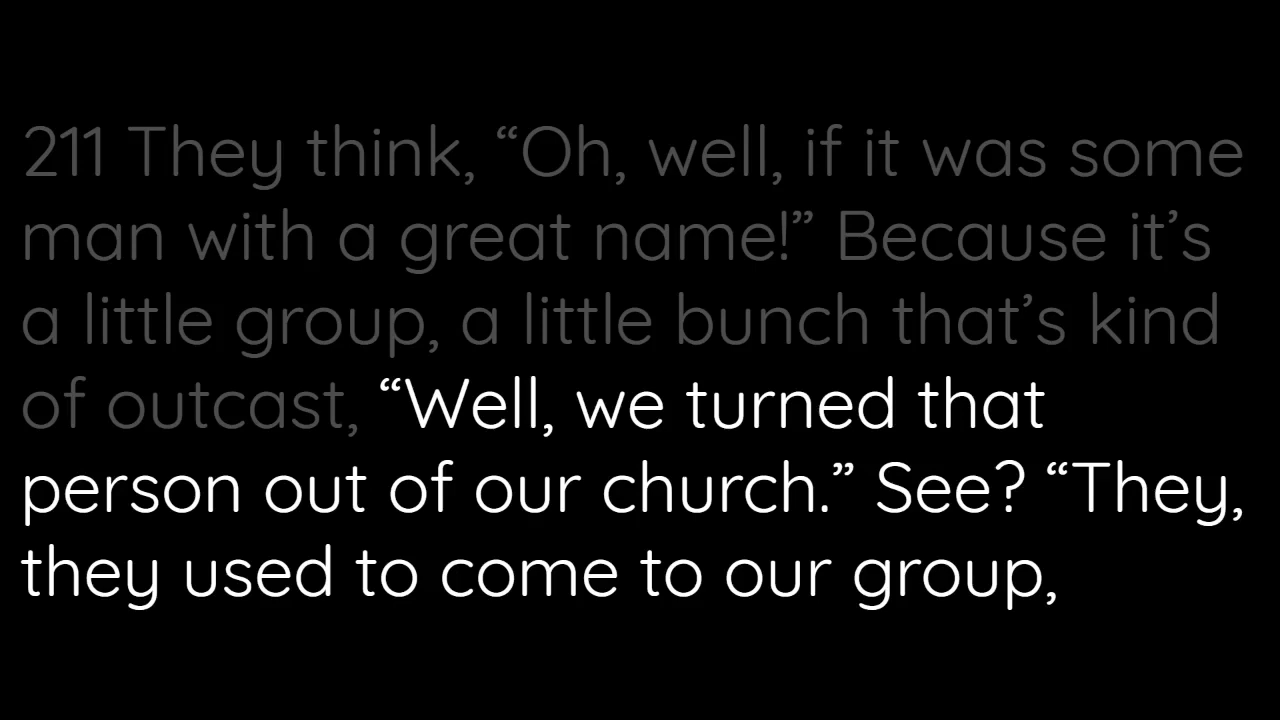 211 They think, “Oh, well, if it was some
man with a great name!” Because it’s
a little group, a little bunch that’s kind
of outcast, “Well, we turned that
person out of our church.” See? “They,
they used to come to our group,